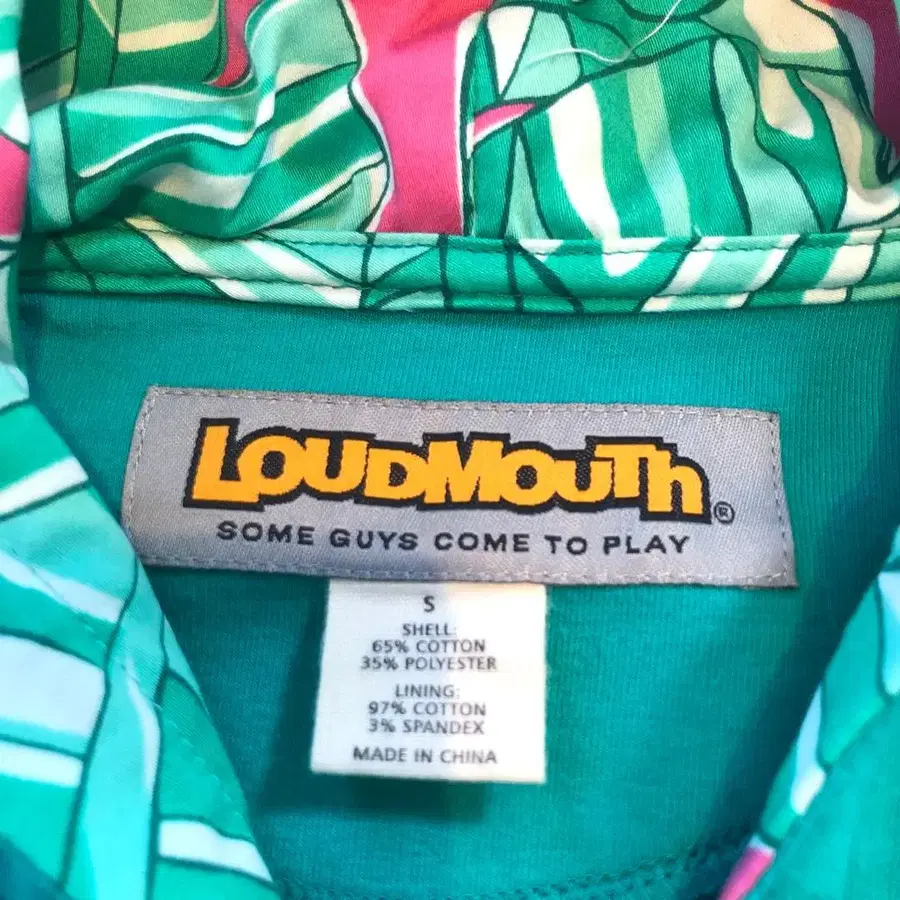 LOUDMOUTH®
SOME GUYS COME TO PLAY
S
SHELL:
65% COTTON
35% POLYESTER
LINING:
97% COTTON
3% SPANDEX
MADE IN CHINA